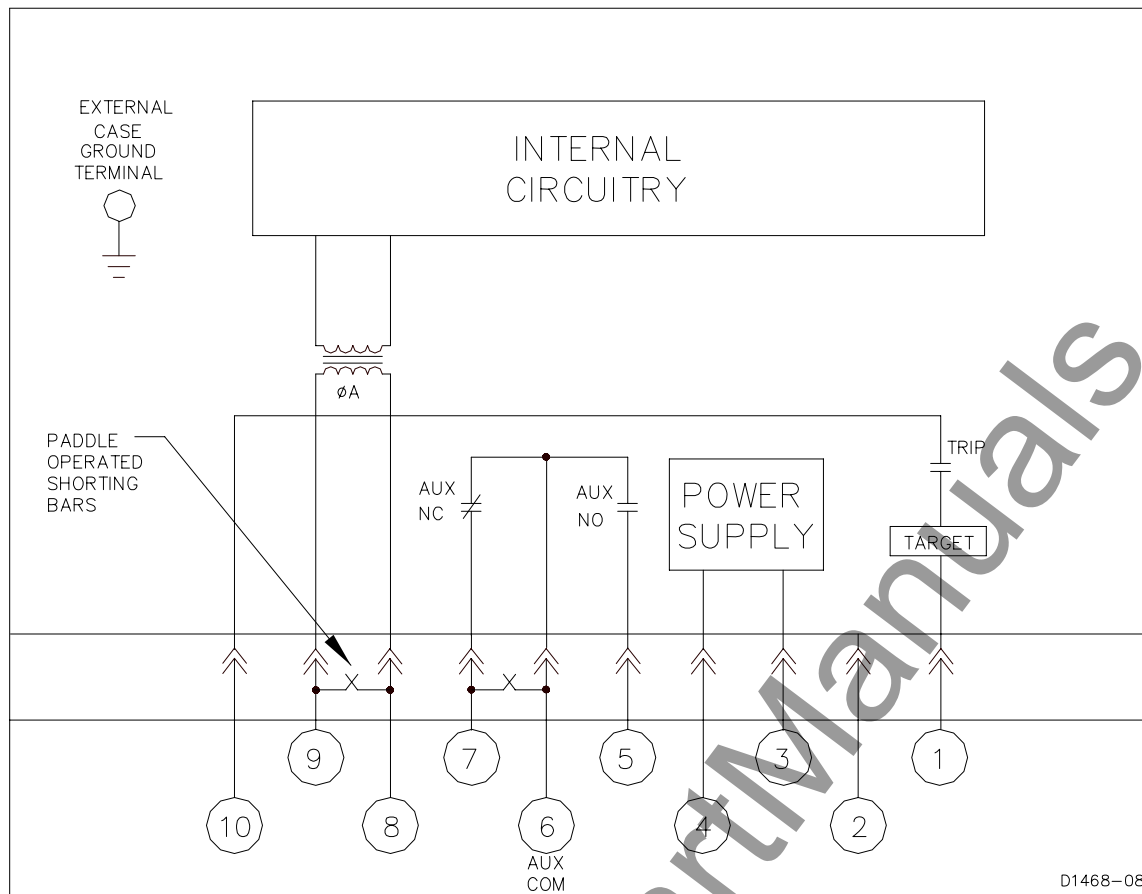 EXTERNAL
CASE
GROUND
TERMINAL
INTERNAL
CIRCUITRY
øA
PADDLE
OPERATED
SHORTING
BARS
AUX
NC
AUX
NO
POWER
SUPPLY
TRIP
TARGET
9
7
5
3
1
10
8
6
4
2
AUX
COM
D1468-08
ertManuals